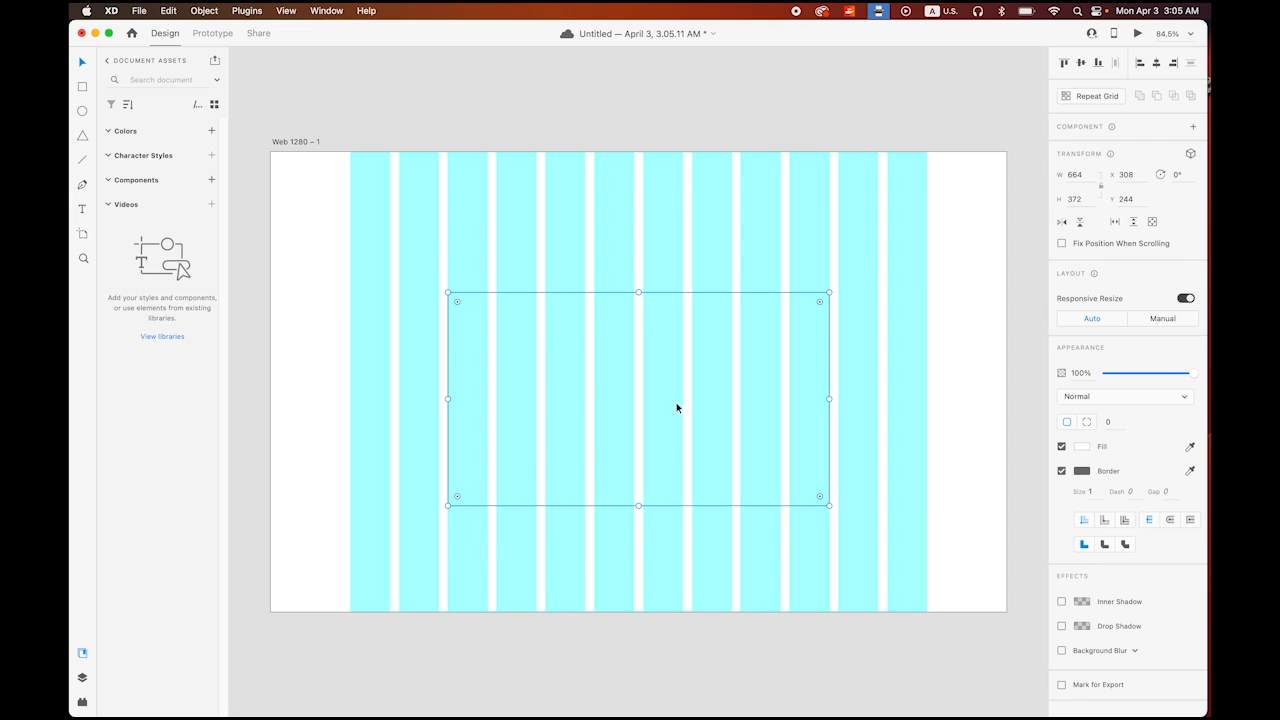 XD File Edit Object Plugins View Window Help A U.S. Mon Apr 3 3:05 AM
Design Prototype Share Untitled — April 3, 3.05.11 AM * 84.5%
DOCUMENT ASSETS
Search document
/...
Colors
Character Styles
Components
Videos
T
Add your styles and components,
or use elements from existing
libraries.
View libraries
Web 1280 – 1
Repeat Grid
COMPONENT
TRANSFORM
W 664 X 308 0°
H 372 Y 244
Fix Position When Scrolling
LAYOUT
Responsive Resize
Auto Manual
APPEARANCE
100%
Normal
0
Fill
Border
Size 1 Dash 0 Gap 0
EFFECTS
Inner Shadow
Drop Shadow
Background Blur
Mark for Export